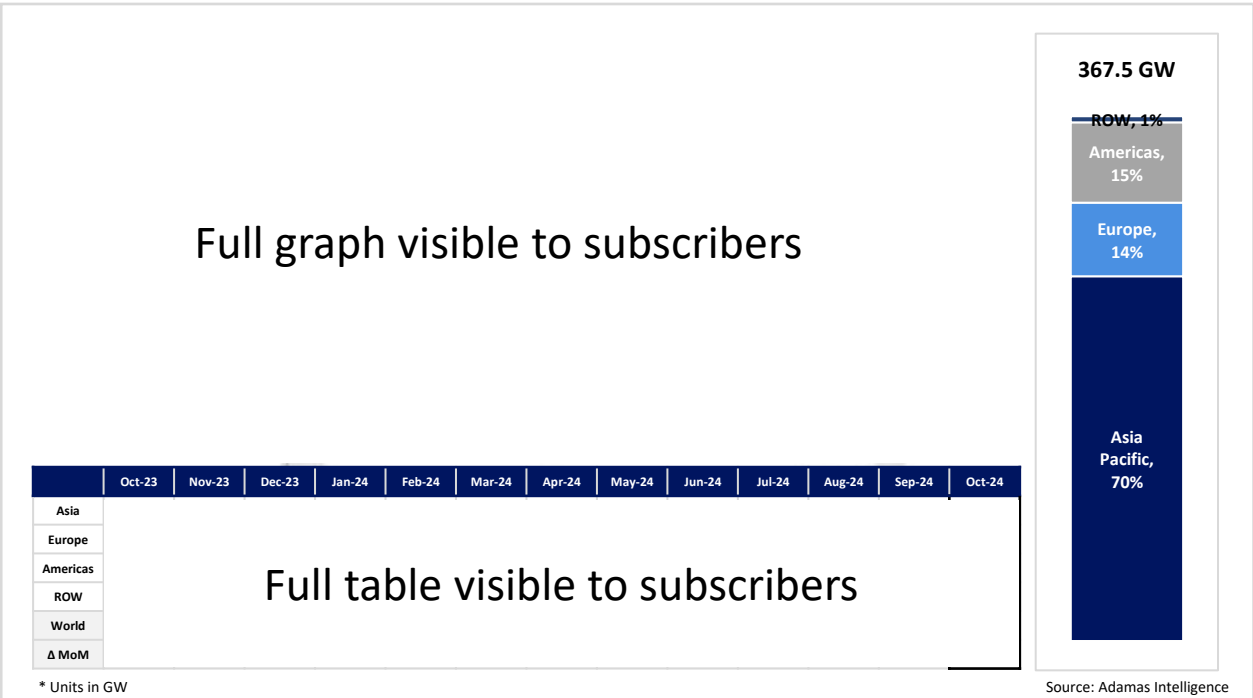 367.5 GW
ROW, 1%
Americas,
15%
Europe,
14%
Asia
Pacific,
70%
Full graph visible to subscribers
Oct-23 Nov-23 Dec-23 Jan-24 Feb-24 Mar-24 Apr-24 May-24 Jun-24 Jul-24 Aug-24 Sep-24 Oct-24
Asia
Europe
Americas
ROW
World
Δ MoM
Full table visible to subscribers
* Units in GW
Source: Adamas Intelligence